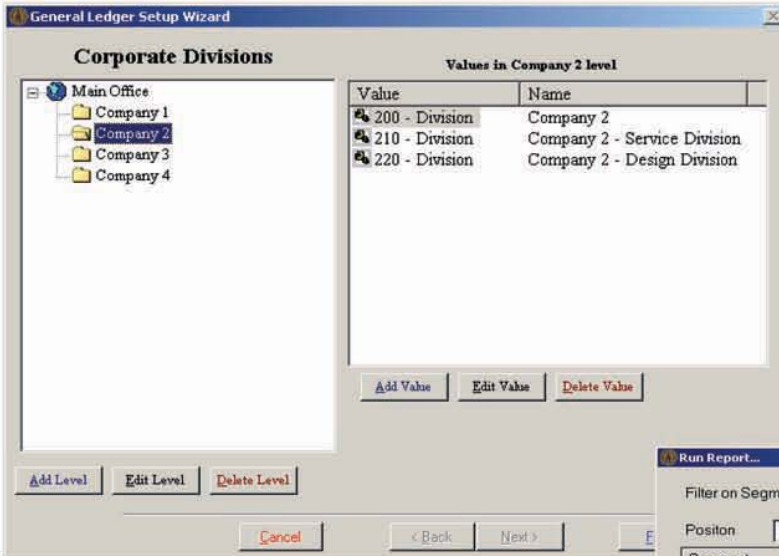 General Ledger Setup Wizard
Corporate Divisions
Main Office
Company 1
Company 2
Company 3
Company 4
Add Level Edit Level Delete Level
Values in Company 2 level
Value Name
200 - Division Company 2
210 - Division Company 2 - Service Division
220 - Division Company 2 - Design Division
Add Value Edit Value Delete Value
Cancel < Back Next > F
Run Report...
Filter on Segm
Positon